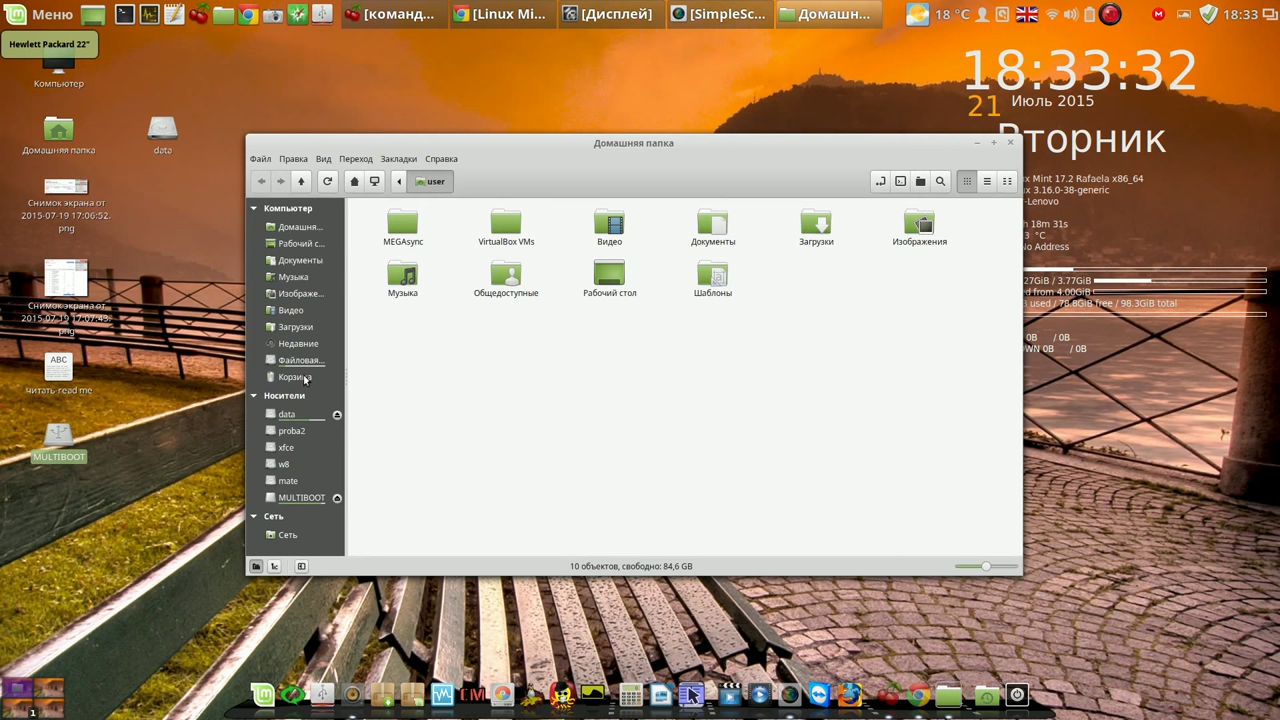 Меню
[команд...
[Linux Mi...
[Дисплей]
[SimpleSc...
Домашн...
18 °C
18:33
Hewlett Packard 22"
Компьютер
Домашняя папка
data
Снимок экрана от
2015-07-19 17:06:52.
png
Снимок экрана от
2015-07-19 17:07:43.
png
ABC
читать-read me
MULTIBOOT
18:33:32
21 Июль 2015
Вторник
x Mint 17.2 Rafaela x86_64
x 3.16.0-38-generic
-Lenovo
h 18m 31s
3 °C
No Address
27GiB / 3.77GiB
d from 4.00GiB
used / 78.8GiB free / 98.3GiB total
0B / 0B
WN 0B / 0B
Домашняя папка
Файл Правка Вид Переход Закладки Справка
user
Компьютер
Домашня...
Рабочий с...
Документы
Музыка
Изображе...
Видео
Загрузки
Недавние
Файловая...
Корзина
Носители
data
proba2
xfce
w8
mate
MULTIBOOT
Сеть
Сеть
MEGAsync
VirtualBox VMs
Видео
Документы
Загрузки
Изображения
Музыка
Общедоступные
Рабочий стол
Шаблоны
10 объектов, свободно: 84,6 GB
1